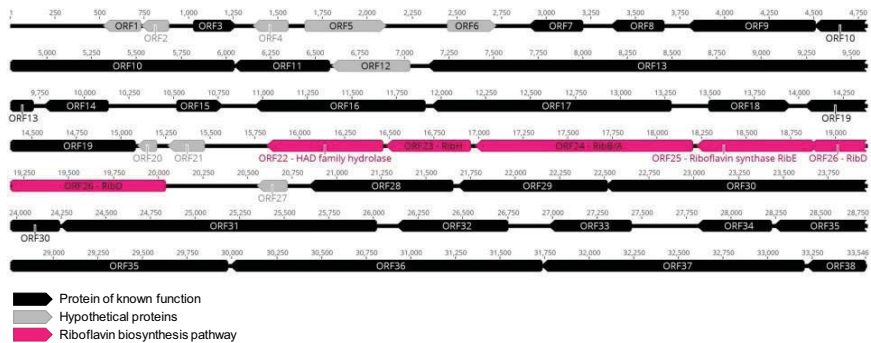 1 250 500 750 1,000 1,250 1,500 1,750 2,000 2,250 2,500 2,750 3,000 3,250 3,500 3,750 4,000 4,250 4,500 4,750
ORF1 ORF3 ORF5 ORF6 ORF7 ORF8 ORF9
ORF2 ORF4 ORF10
5,000 5,250 5,500 5,750 6,000 6,250 6,500 6,750 7,000 7,250 7,500 7,750 8,000 8,250 8,500 8,750 9,000 9,250 9,500
ORF10 ORF11 ORF12 ORF13
9,750 10,000 10,250 10,500 10,750 11,000 11,250 11,500 11,750 12,000 12,250 12,500 12,750 13,000 13,250 13,500 13,750 14,000 14,250
ORF14 ORF15 ORF16 ORF17 ORF18
ORF13 ORF19
14,500 14,750 15,000 15,250 15,500 15,750 16,000 16,250 16,500 16,750 17,000 17,250 17,500 17,750 18,000 18,250 18,500 18,750 19,000
ORF19 ORF23 - RibH ORF24 - RibB/A
ORF20 ORF21 ORF22 - HAD family hydrolase ORF25 - Riboflavin synthase RibE ORF26 - RibD
19,250 19,500 19,750 20,000 20,250 20,500 20,750 21,000 21,250 21,500 21,750 22,000 22,250 22,500 22,750 23,000 23,250 23,500 23,750
ORF26 - RibD ORF28 ORF29 ORF30
ORF27
24,000 24,250 24,500 24,750 25,000 25,250 25,500 25,750 26,000 26,250 26,500 26,750 27,000 27,250 27,500 27,750 28,000 28,250 28,500 28,750
ORF31 ORF32 ORF33 ORF34 ORF35
ORF30
29,000 29,250 29,500 29,750 30,000 30,250 30,500 30,750 31,000 31,250 31,500 31,750 32,000 32,250 32,500 32,750 33,000 33,250 33,546
ORF35 ORF36 ORF37 ORF38
Protein of known function
Hypothetical proteins
Riboflavin biosynthesis pathway